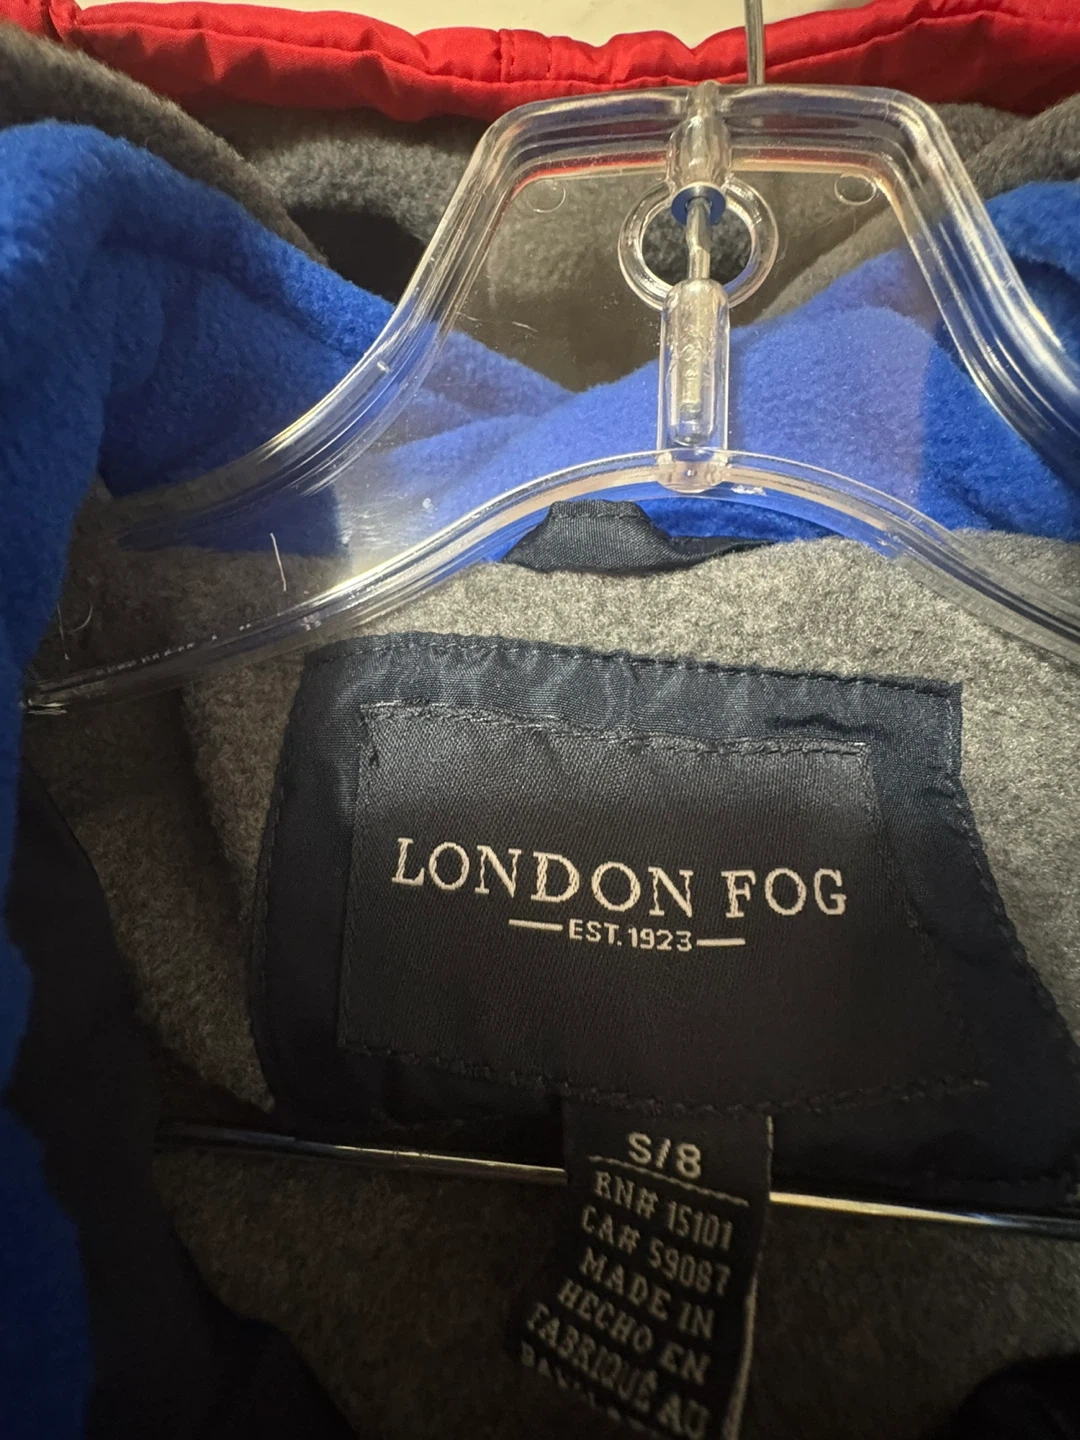 LONDON FOG
EST. 1923
S/8
RN# 15101
CA# 59087
MADE IN
HECHO EN
FABRIQUÉ AU